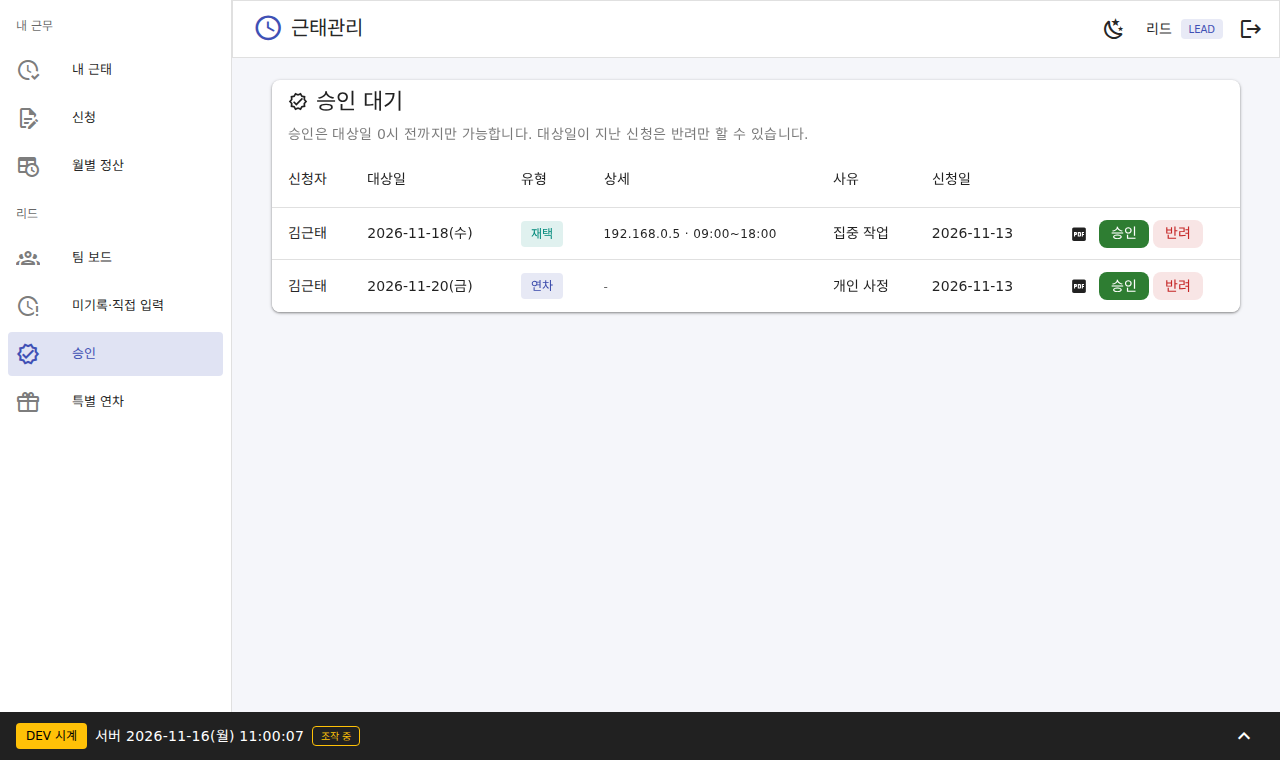 내 근무
내 근태
신청
월별 정산
리드
팀 보드
미기록·직접 입력
승인
특별 연차
근태관리
리드 LEAD
승인 대기
승인은 대상일 0시 전까지만 가능합니다. 대상일이 지난 신청은 반려만 할 수 있습니다.
신청자 대상일 유형 상세 사유 신청일
김근태 2026-11-18(수) 재택 192.168.0.5 · 09:00~18:00 집중 작업 2026-11-13 PDF 승인 반려
김근태 2026-11-20(금) 연차 - 개인 사정 2026-11-13 PDF 승인 반려
DEV 시계 서버 2026-11-16(월) 11:00:07 조작 중